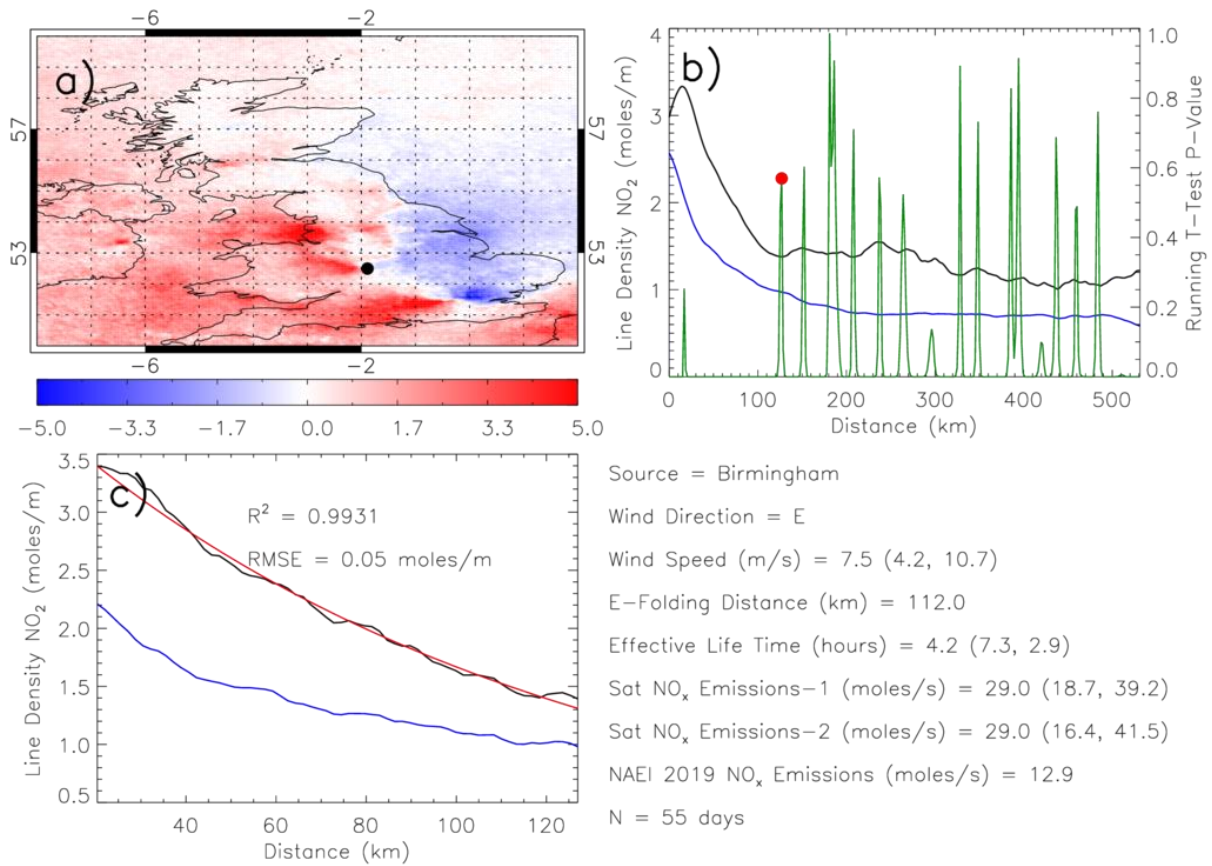 −6 −2
a)
57 57
53 53
−6 −2
−5.0 −3.3 −1.7 0.0 1.7 3.3 5.0
b)
Line Density NO₂ (moles/m)
4
3
2
1
0
1.0
0.8
0.6
0.4
0.2
0.0
Running T−Test P−Value
0 100 200 300 400 500
Distance (km)
c)
Line Density NO₂ (moles/m)
3.5
3.0
2.5
2.0
1.5
1.0
0.5
R² = 0.9931
RMSE = 0.05 moles/m
40 60 80 100 120
Distance (km)
Source = Birmingham
Wind Direction = E
Wind Speed (m/s) = 7.5 (4.2, 10.7)
E−Folding Distance (km) = 112.0
Effective Life Time (hours) = 4.2 (7.3, 2.9)
Sat NOₓ Emissions−1 (moles/s) = 29.0 (18.7, 39.2)
Sat NOₓ Emissions−2 (moles/s) = 29.0 (16.4, 41.5)
NAEI 2019 NOₓ Emissions (moles/s) = 12.9
N = 55 days